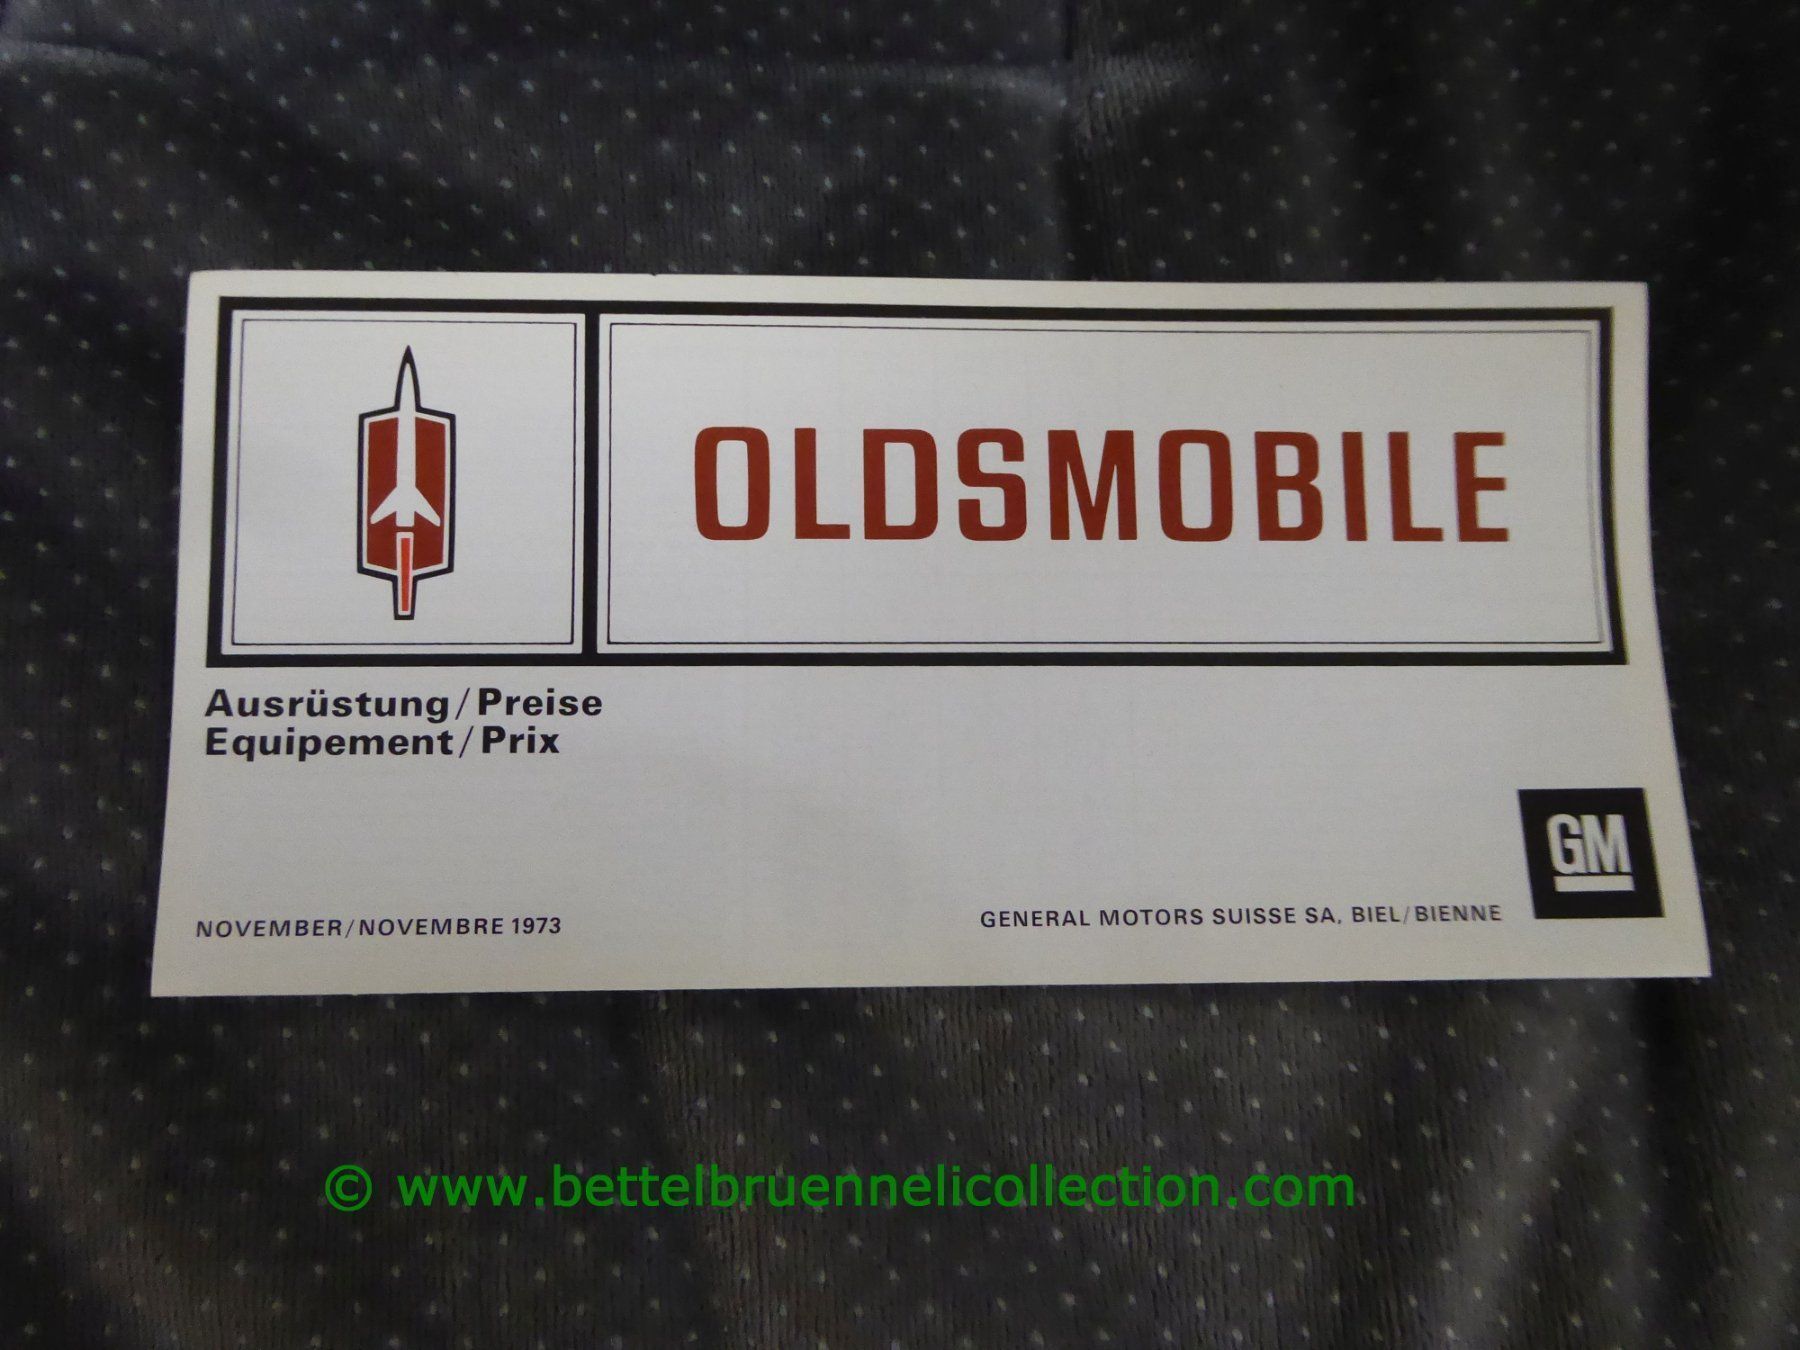 OLDSMOBILE
Ausrüstung/Preise
Equipement/Prix
GM
NOVEMBER/NOVEMBRE 1973
GENERAL MOTORS SUISSE SA, BIEL/BIENNE
© www.bettelbruennelicollection.com